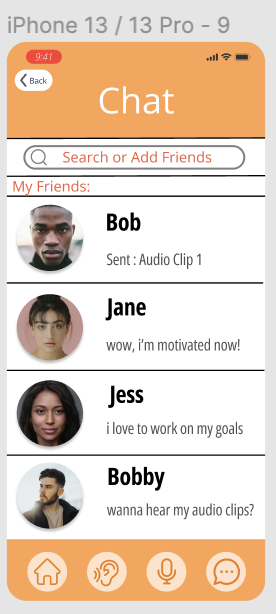 iPhone 13 / 13 Pro - 9
9:41
Back
Chat
Search or Add Friends
My Friends:
Bob
Sent : Audio Clip 1
Jane
wow, i'm motivated now!
Jess
i love to work on my goals
Bobby
wanna hear my audio clips?